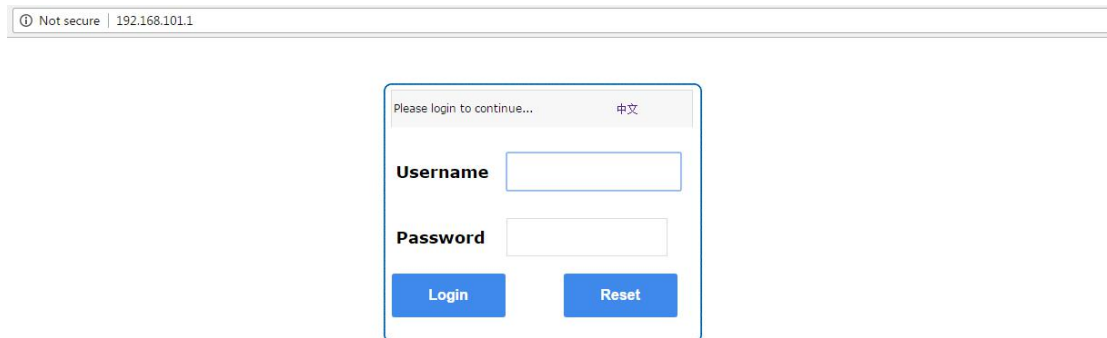 Not secure | 192.168.101.1
Please login to continue... 中文
Username
Password
Login Reset